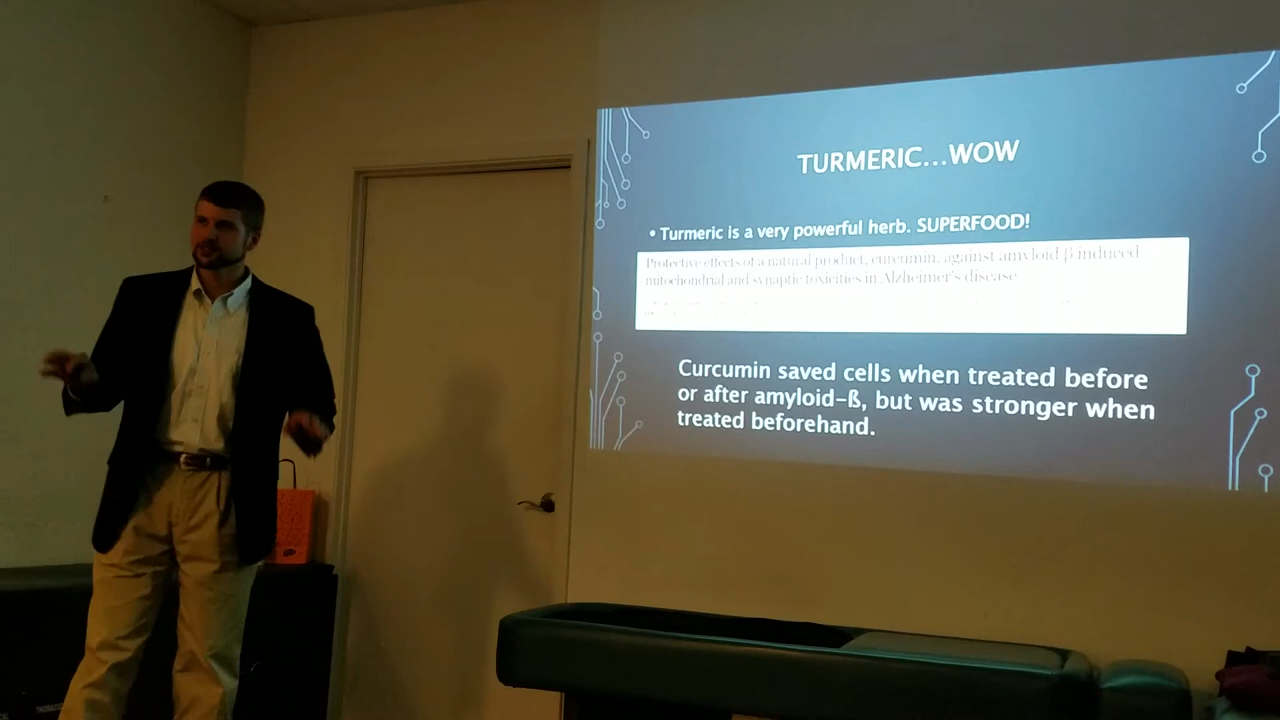 TURMERIC...WOW
• Turmeric is a very powerful herb. SUPERFOOD!
Protective effects of a natural product, curcumin, against amyloid β induced
mitochondrial and synaptic toxicities in Alzheimer's disease
Curcumin saved cells when treated before
or after amyloid-ß, but was stronger when
treated beforehand.